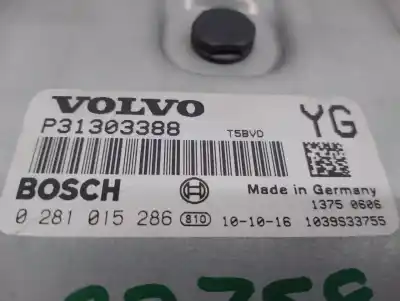 VOLVO
P31303388 T5BVD YG
BOSCH Made in Germany
1375 0606
0 281 015 286 810 10-10-16 1039S33755